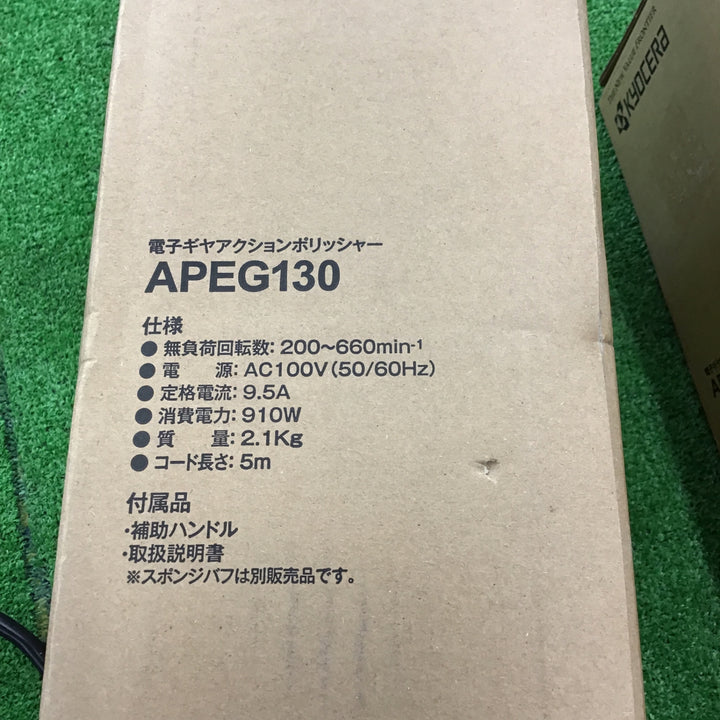 電子ギヤアクションポリッシャー
APEG130
仕様
● 無負荷回転数: 200〜660min-1
● 電　　源: AC100V(50/60Hz)
● 定格電流: 9.5A
● 消費電力: 910W
● 質　　量: 2.1Kg
● コード長さ: 5m
付属品
・補助ハンドル
・取扱説明書
※スポンジバフは別販売品です。
THE NEW VALUE FRONTIER
KYOCERA